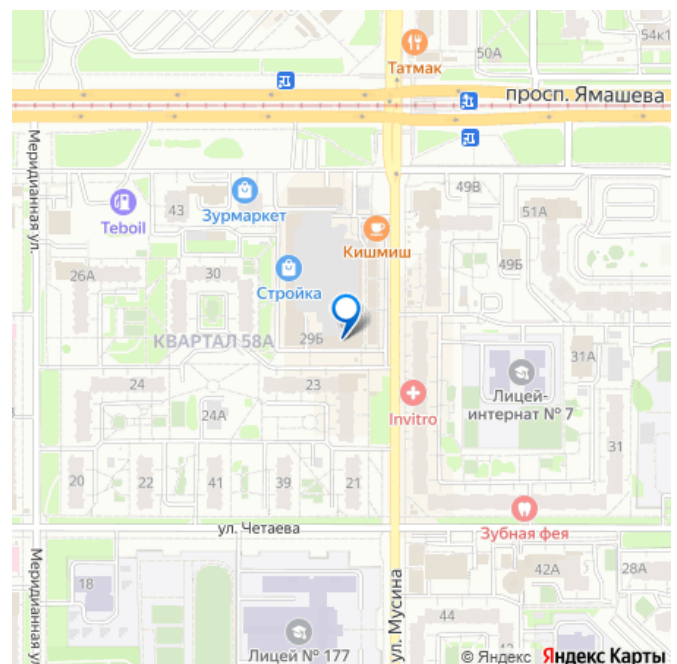 54к1
50А
Татмак
просп. Ямашева
Меридианная ул.
49В
43
Зурмаркет
51А
Teboil
Кишмиш
49Б
26А
30
Стройка
КВАРТАЛ 58А
29Б
31А
24
23
Лицей-
интернат № 7
24А
Invitro
31
20
22
41
39
21
ул. Четаева
Зубная фея
42А
28А
18
44
Меридианная у
ул. Мусина
Лицей № 177
© Яндекс Яндекс Карты